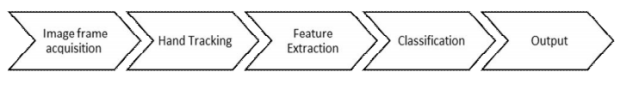 Image frame
acquisition
Hand Tracking
Feature
Extraction
Classification
Output